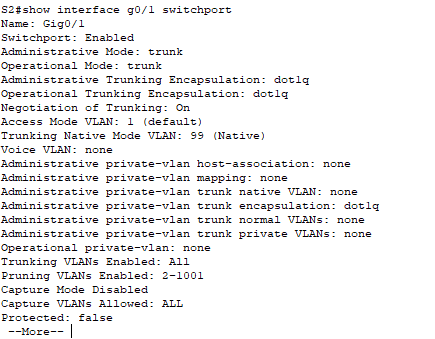 S2#show interface g0/1 switchport
Name: Gig0/1
Switchport: Enabled
Administrative Mode: trunk
Operational Mode: trunk
Administrative Trunking Encapsulation: dot1q
Operational Trunking Encapsulation: dot1q
Negotiation of Trunking: On
Access Mode VLAN: 1 (default)
Trunking Native Mode VLAN: 99 (Native)
Voice VLAN: none
Administrative private-vlan host-association: none
Administrative private-vlan mapping: none
Administrative private-vlan trunk native VLAN: none
Administrative private-vlan trunk encapsulation: dot1q
Administrative private-vlan trunk normal VLANs: none
Administrative private-vlan trunk private VLANs: none
Operational private-vlan: none
Trunking VLANs Enabled: All
Pruning VLANs Enabled: 2-1001
Capture Mode Disabled
Capture VLANs Allowed: ALL
Protected: false
--More--